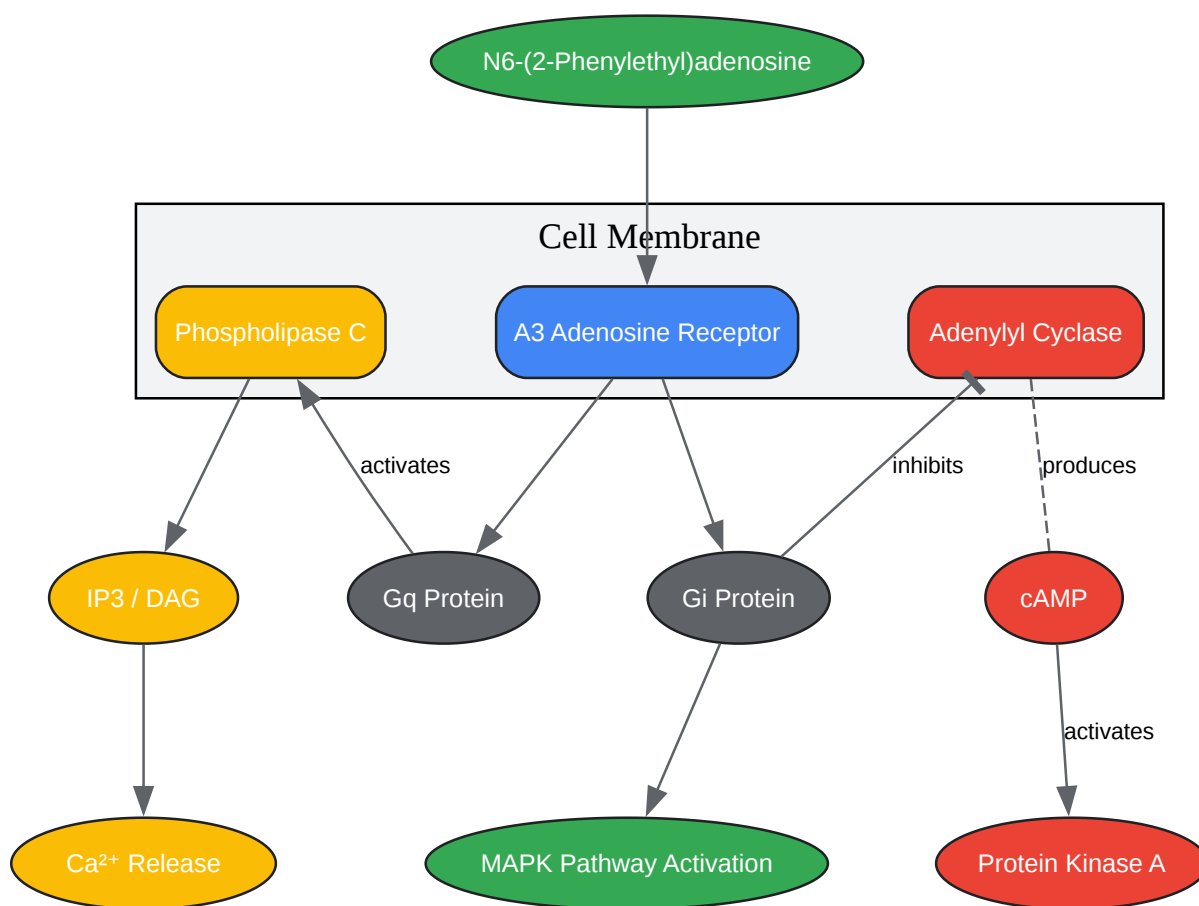 N6-(2-Phenylethyl)adenosine
Cell Membrane
Phospholipase C
A3 Adenosine Receptor
Adenylyl Cyclase
activates
inhibits
produces
IP3 / DAG
Gq Protein
Gi Protein
cAMP
activates
Ca²⁺ Release
MAPK Pathway Activation
Protein Kinase A